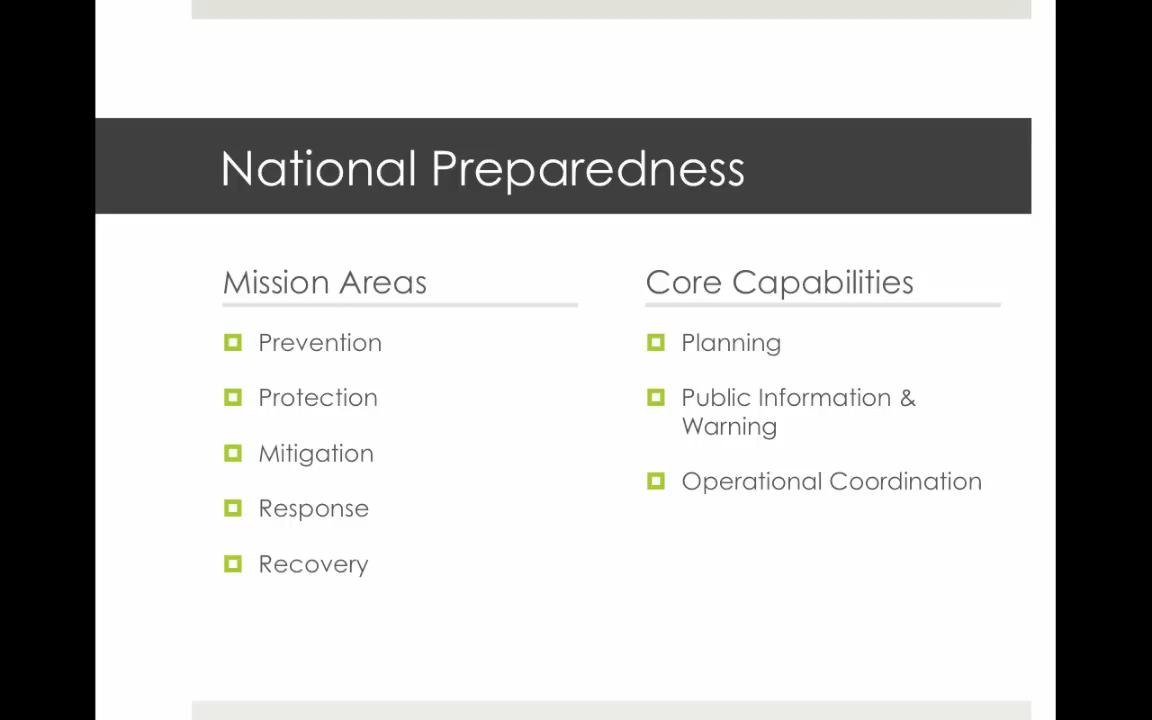 National Preparedness
Mission Areas
Prevention
Protection
Mitigation
Response
Recovery
Core Capabilities
Planning
Public Information &
Warning
Operational Coordination